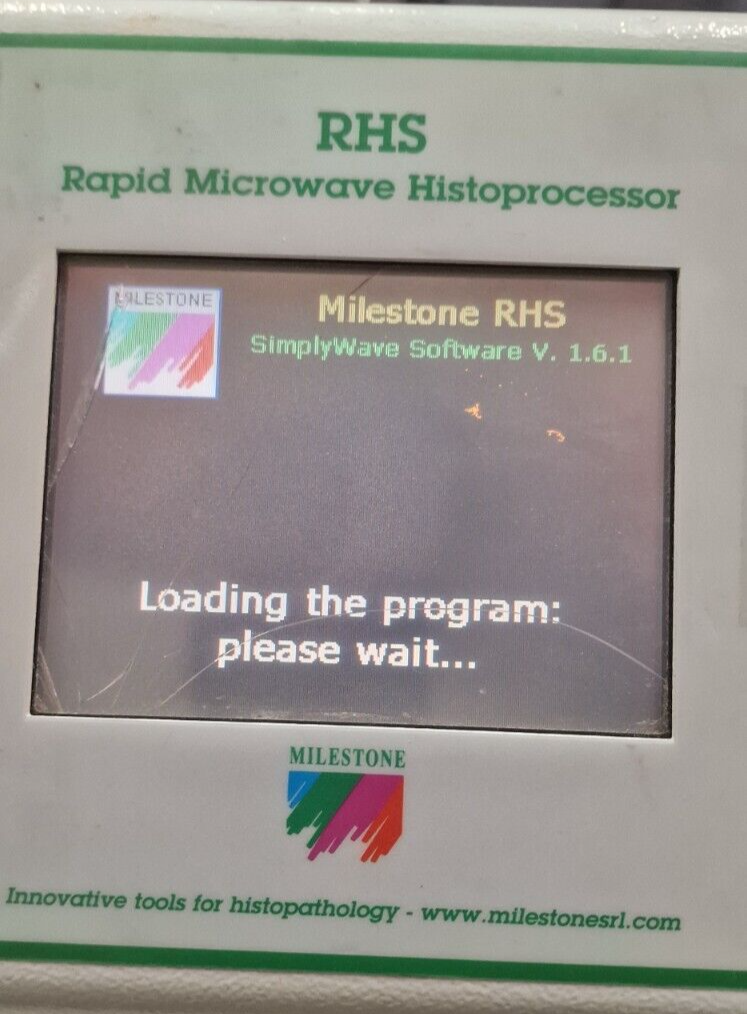 RHS
Rapid Microwave Histoprocessor
MILESTONE
Milestone RHS
SimplyWave Software V. 1.6.1
Loading the program:
please wait...
MILESTONE
Innovative tools for histopathology - www.milestonesrl.com